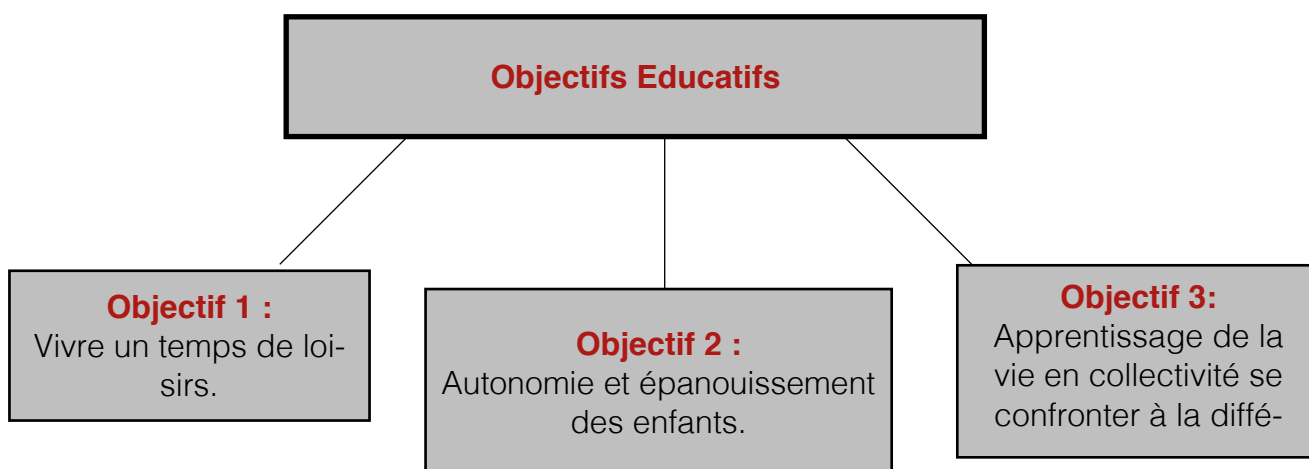 Objectifs Educatifs
Objectif 1 :
Vivre un temps de loi-
sirs.
Objectif 2 :
Autonomie et épanouissement
des enfants.
Objectif 3:
Apprentissage de la
vie en collectivité se
confronter à la diffé-